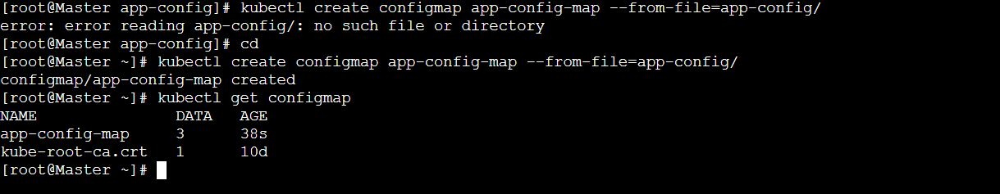 [root@Master app-config]# kubectl create configmap app-config-map --from-file=app-config/
error: error reading app-config/: no such file or directory
[root@Master app-config]# cd
[root@Master ~]# kubectl create configmap app-config-map --from-file=app-config/
configmap/app-config-map created
[root@Master ~]# kubectl get configmap
NAME               DATA   AGE
app-config-map     3      38s
kube-root-ca.crt   1      10d
[root@Master ~]#